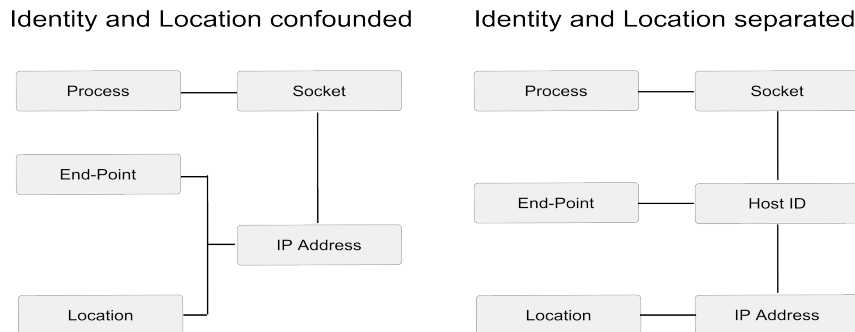 Identity and Location confounded
Identity and Location separated
Process
Socket
End-Point
IP Address
Location
Process
Socket
End-Point
Host ID
Location
IP Address